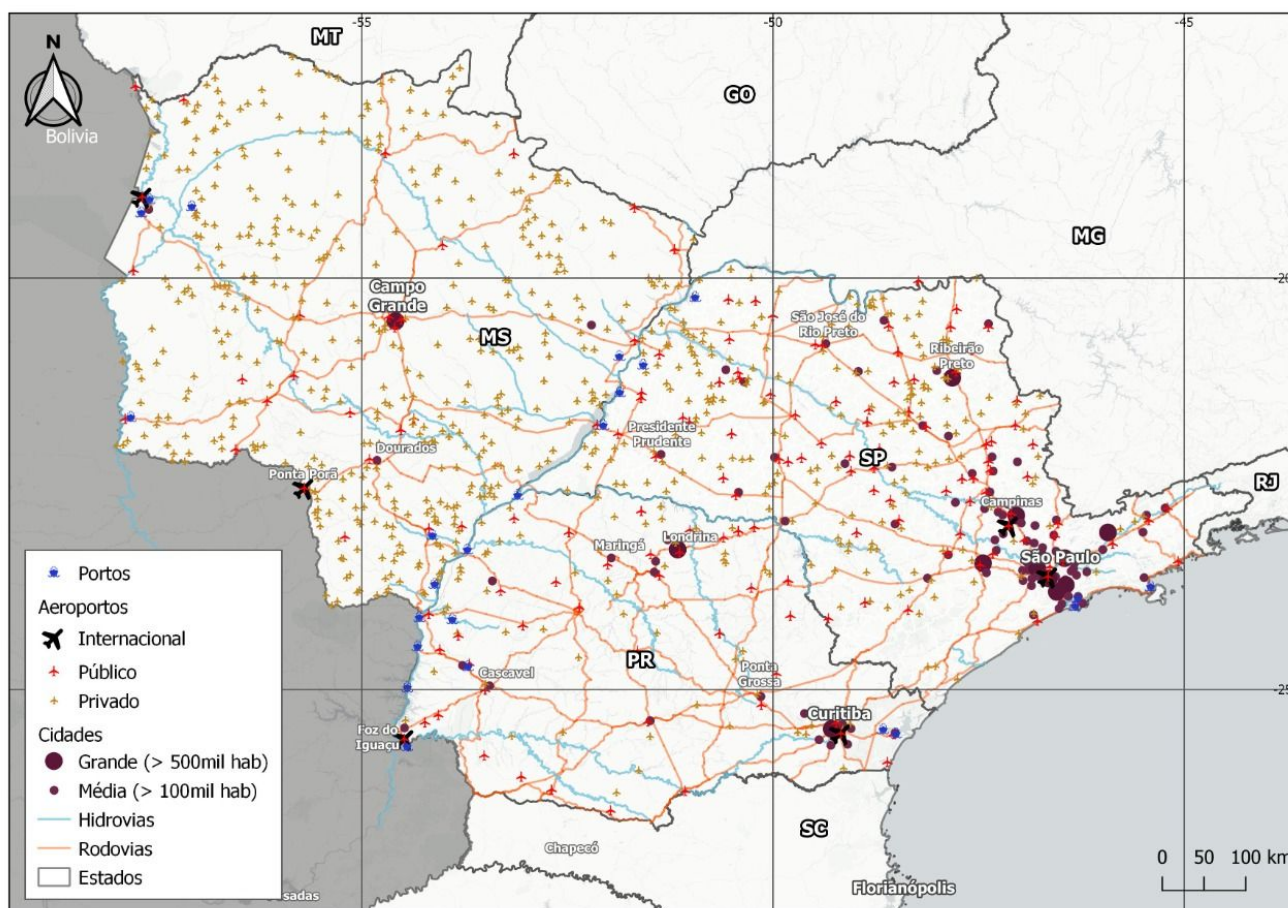 -55
-50
-45
MT
N
GO
Bolivia
MG
-20
Campo
Grande
São José do
Rio Preto
MS
Ribeirão
Preto
Presidente
Prudente
Dourados
SP
Ponta Porã
RJ
Campinas
Maringá
Londrina
São Paulo
Portos
Aeroportos
Internacional
Público
Privado
PR
Cascavel
Ponta
Grossa
-25
Foz do
Iguaçu
Curitiba
Cidades
Grande (> 500mil hab)
Média (> 100mil hab)
Hidrovias
Rodovias
Estados
SC
Chapecó
0 50 100 km
sadas
Florianópolis